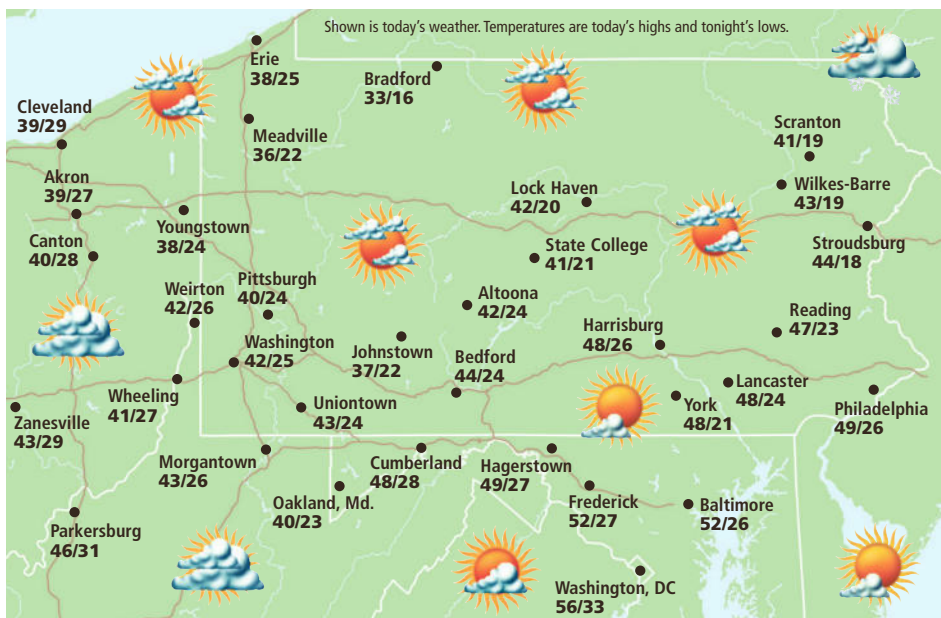 Shown is today's weather. Temperatures are today's highs and tonight's lows.
Erie
38/25
Bradford
33/16
Cleveland
39/29
Meadville
36/22
Scranton
41/19
Akron
39/27
Youngstown
38/24
Lock Haven
42/20
Wilkes-Barre
43/19
Canton
40/28
State College
41/21
Stroudsburg
44/18
Weirton
42/26
Pittsburgh
40/24
Altoona
42/24
Harrisburg
48/26
Reading
47/23
Washington
42/25
Johnstown
37/22
Bedford
44/24
Wheeling
41/27
Uniontown
43/24
Lancaster
48/24
York
48/21
Philadelphia
49/26
Zanesville
43/29
Morgantown
43/26
Cumberland
48/28
Hagerstown
49/27
Oakland, Md.
40/23
Frederick
52/27
Baltimore
52/26
Parkersburg
46/31
Washington, DC
56/33